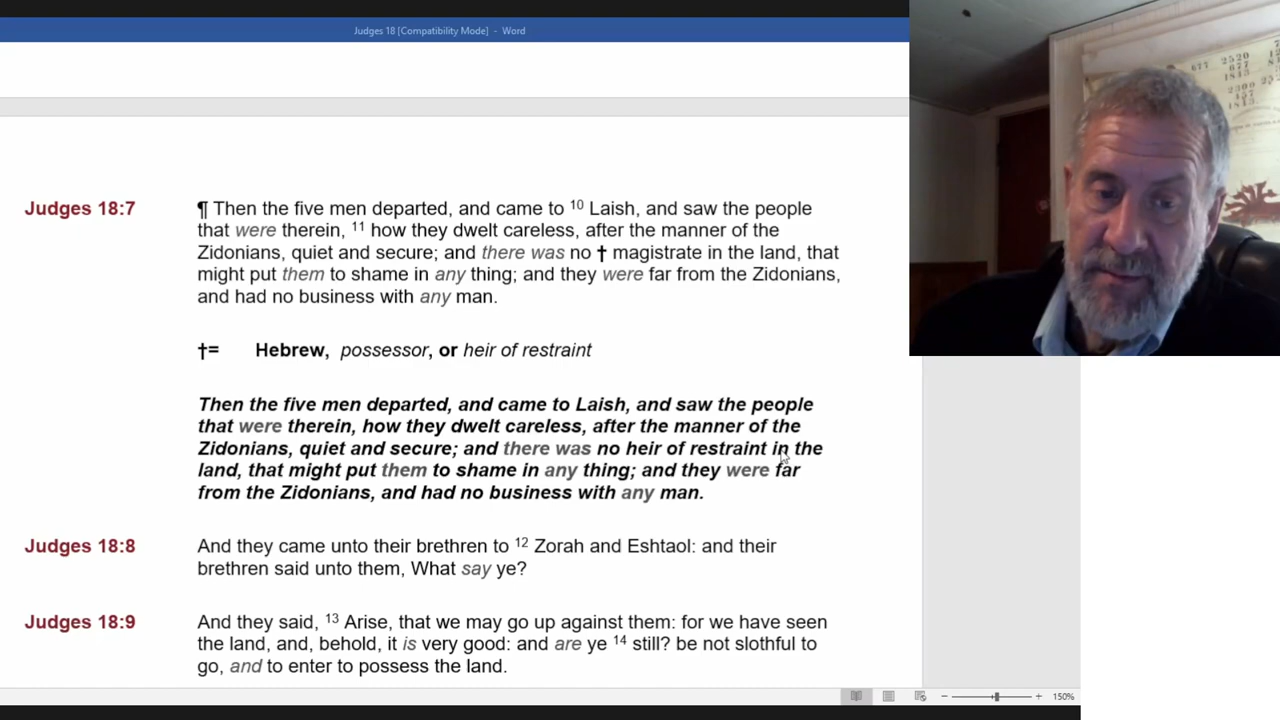 Judges 18 [Compatibility Mode] - Word
677 2520
677
1843
2300
457
1843
Judges 18:7
¶ Then the five men departed, and came to 10 Laish, and saw the people
that were therein, 11 how they dwelt careless, after the manner of the
Zidonians, quiet and secure; and there was no † magistrate in the land, that
might put them to shame in any thing; and they were far from the Zidonians,
and had no business with any man.
†= Hebrew, possessor, or heir of restraint
Then the five men departed, and came to Laish, and saw the people
that were therein, how they dwelt careless, after the manner of the
Zidonians, quiet and secure; and there was no heir of restraint in the
land, that might put them to shame in any thing; and they were far
from the Zidonians, and had no business with any man.
Judges 18:8
And they came unto their brethren to 12 Zorah and Eshtaol: and their
brethren said unto them, What say ye?
Judges 18:9
And they said, 13 Arise, that we may go up against them: for we have seen
the land, and, behold, it is very good: and are ye 14 still? be not slothful to
go, and to enter to possess the land.
150%